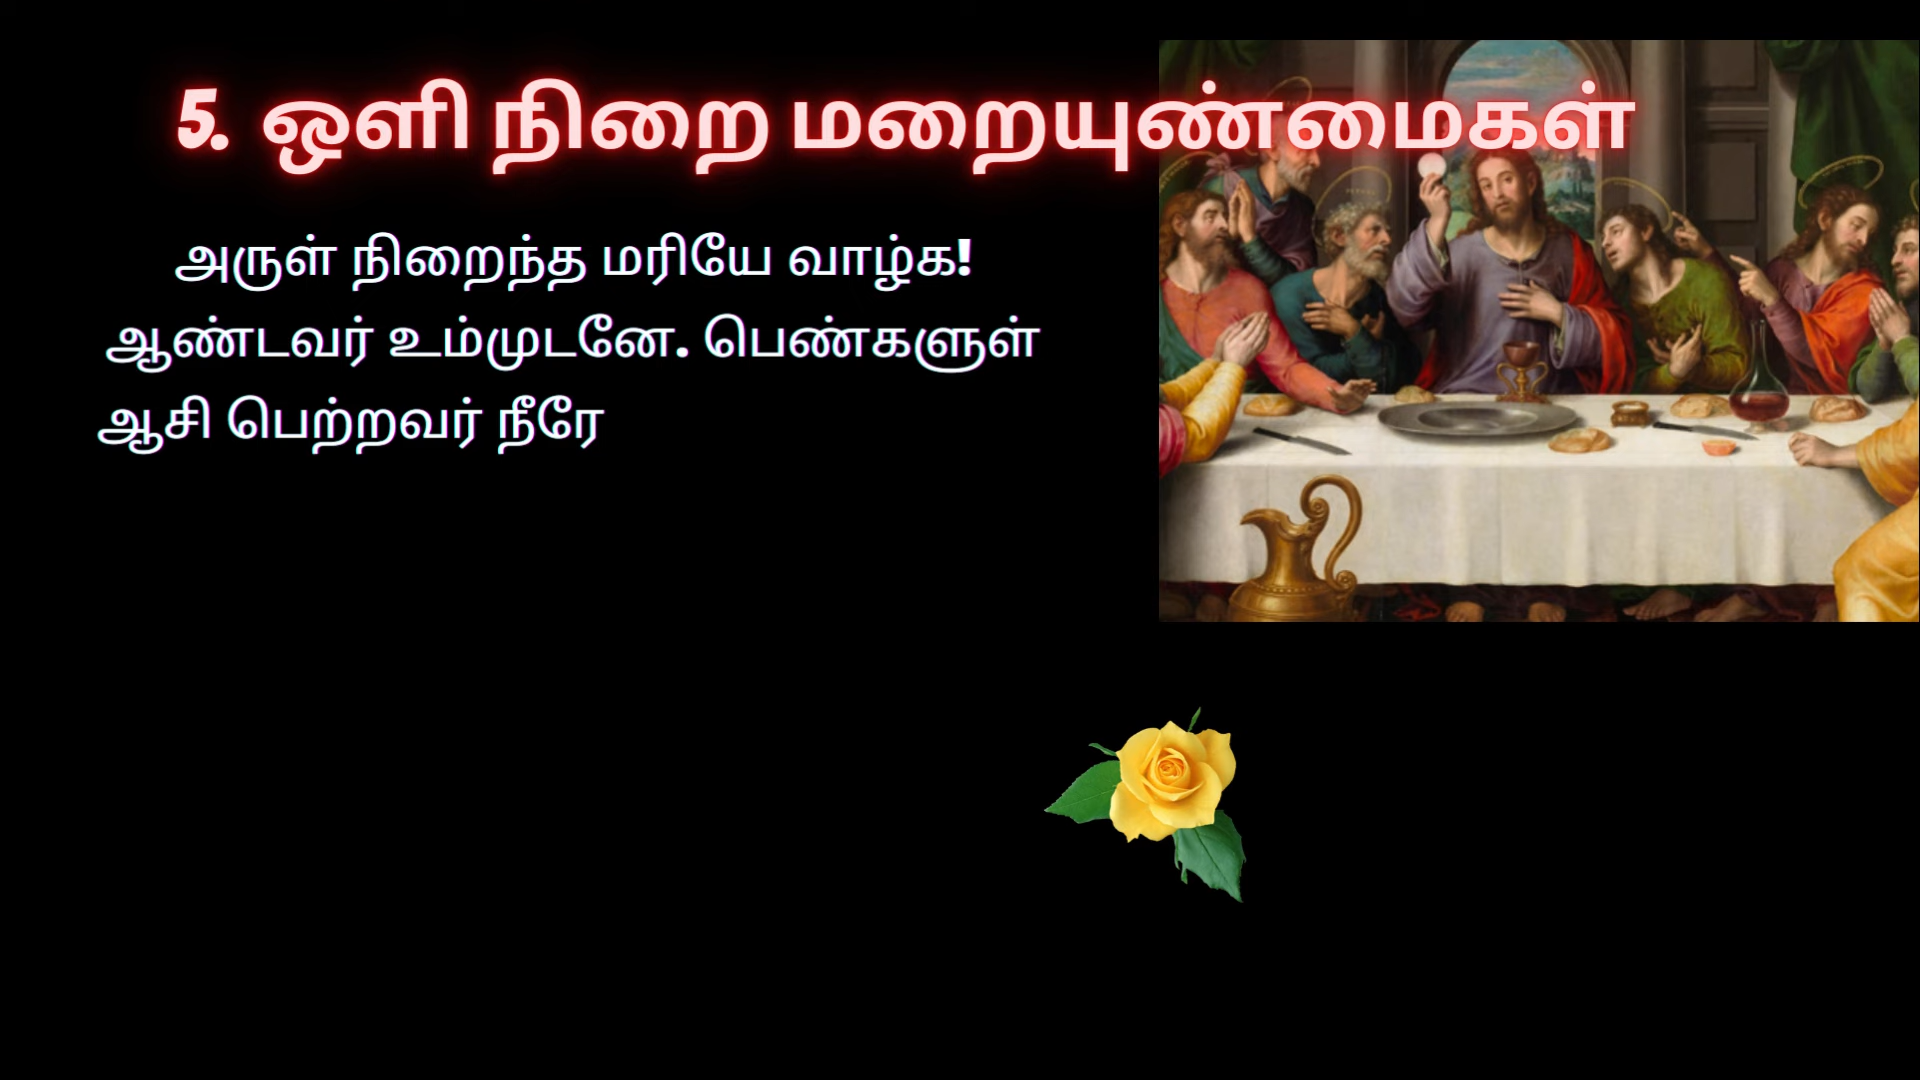 5. ஒளி நிறை மறையுண்மைகள்
அருள் நிறைந்த மரியே வாழ்க!
ஆண்டவர் உம்முடனே. பெண்களுள்
ஆசி பெற்றவர் நீரே